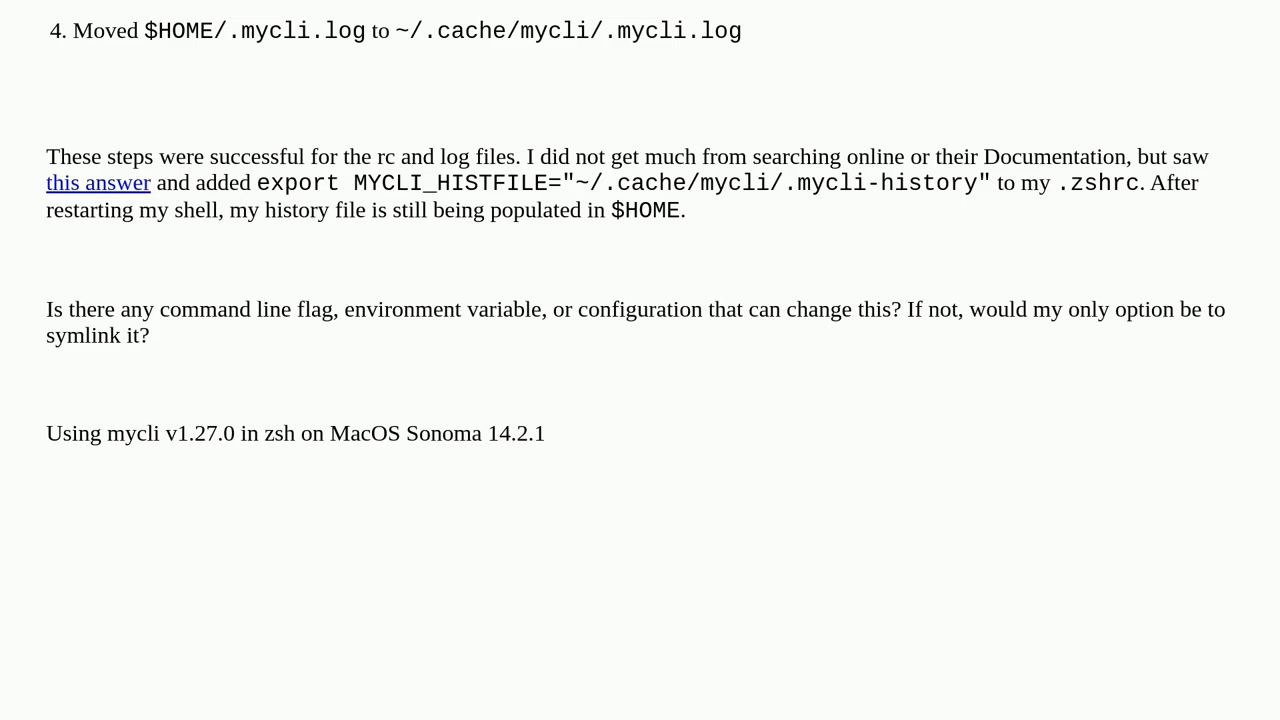 4. Moved $HOME/.mycli.log to ~/.cache/mycli/.mycli.log
These steps were successful for the rc and log files. I did not get much from searching online or their Documentation, but saw
this answer and added export MYCLI_HISTFILE="~/.cache/mycli/.mycli-history" to my .zshrc. After
restarting my shell, my history file is still being populated in $HOME.
Is there any command line flag, environment variable, or configuration that can change this? If not, would my only option be to
symlink it?
Using mycli v1.27.0 in zsh on MacOS Sonoma 14.2.1